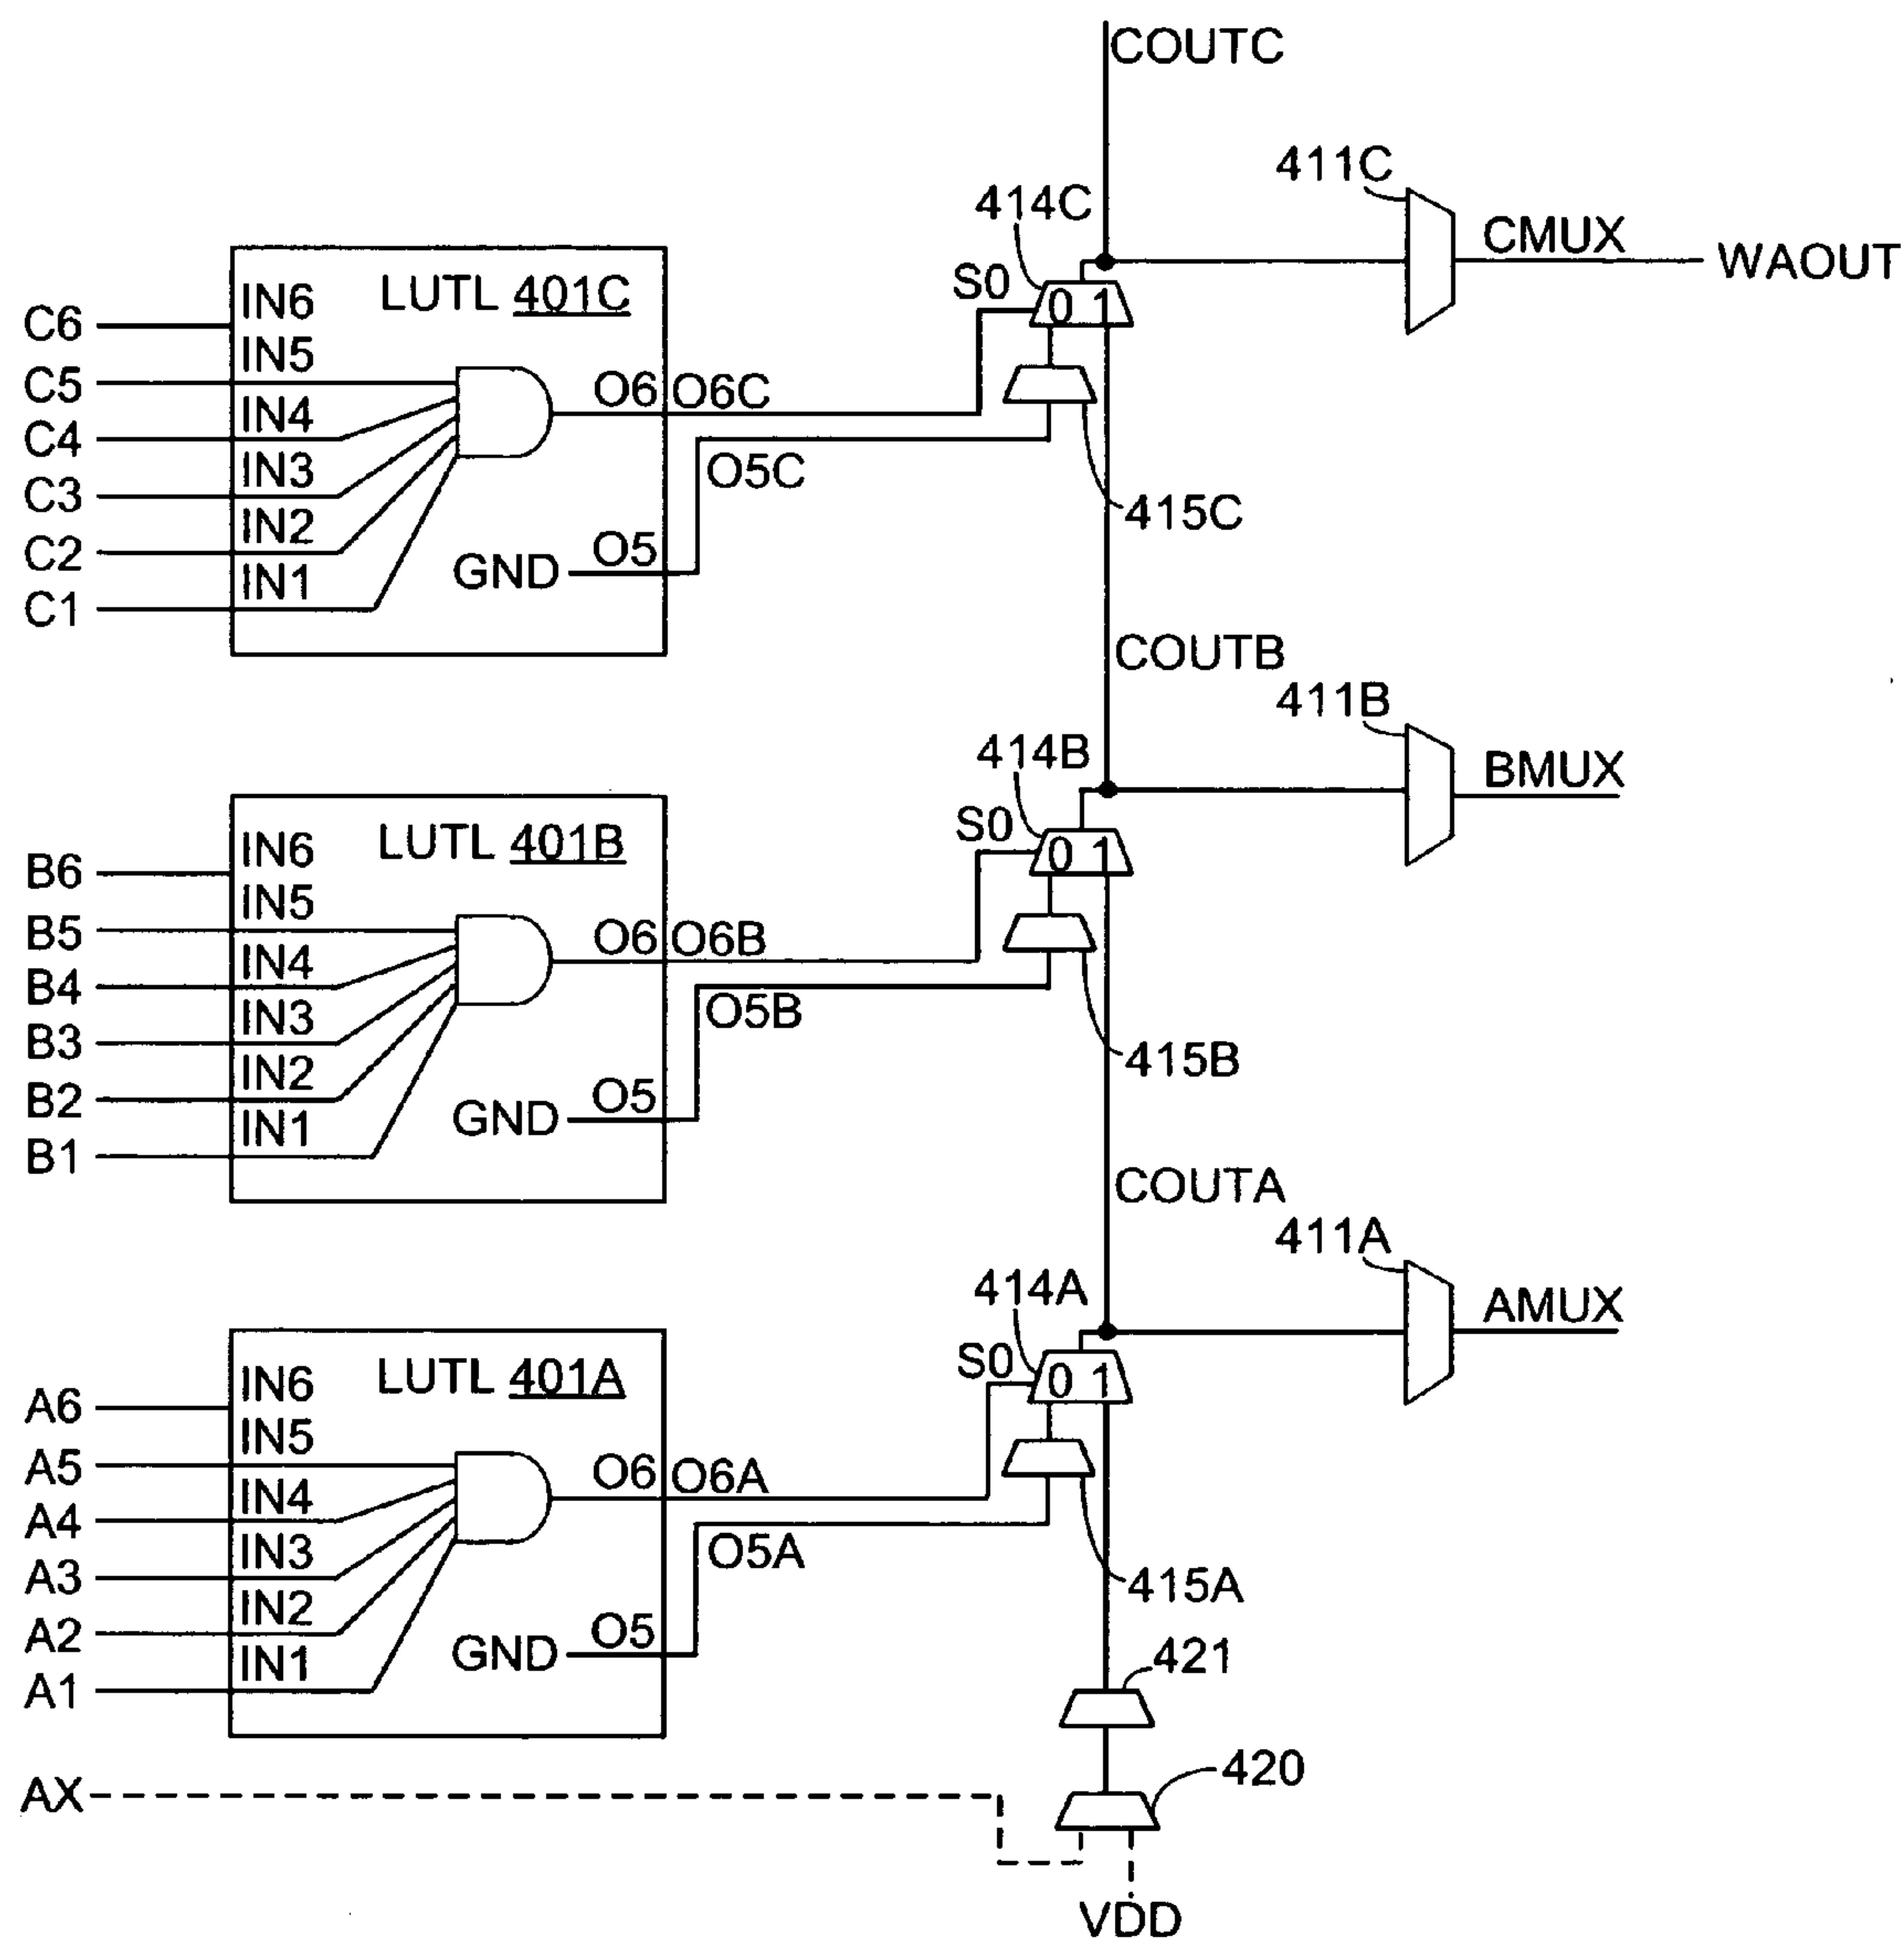 COUTC
411C
414C
CMUX
WAOUT
S0
0 1
LUTL 401C
C6
IN6
C5
IN5
C4
IN4
C3
IN3
C2
IN2
C1
IN1
O6
O6C
O5C
GND
O5
415C
COUTB
411B
414B
BMUX
S0
0 1
LUTL 401B
B6
IN6
B5
IN5
B4
IN4
B3
IN3
B2
IN2
B1
IN1
O6
O6B
O5B
GND
O5
415B
COUTA
411A
414A
AMUX
S0
0 1
LUTL 401A
A6
IN6
A5
IN5
A4
IN4
A3
IN3
A2
IN2
A1
IN1
O6
O6A
O5A
GND
O5
415A
421
420
AX
VDD